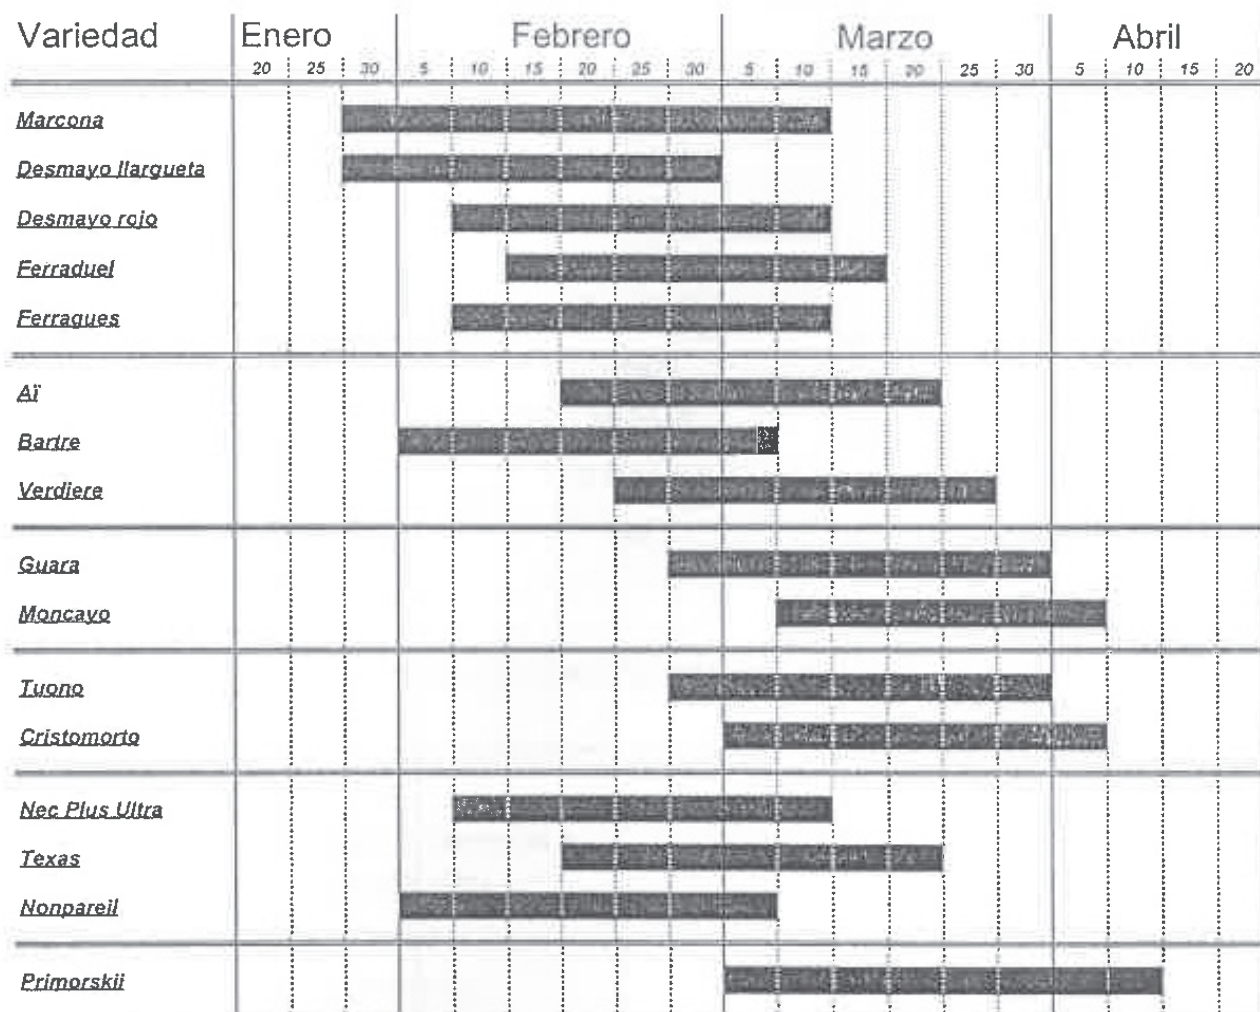 Variedad Enero Febrero Marzo Abril
20 25 30 5 10 15 20 25 30 5 10 15 20 25 30 5 10 15 20
Marcona
Desmayo llargueta
Desmayo rojo
Ferraduel
Ferragues
Aï
Bartre
Verdiere
Guara
Moncayo
Tuono
Cristomorto
Nec Plus Ultra
Texas
Nonpareil
Primorskii